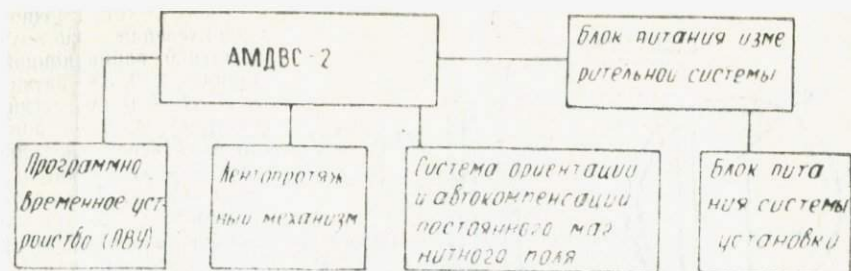 АМДВС-2
Блок питания изме
рительной системы
Программно
временное уст
ройство (ПВУ)
Лентопротяж
ный механизм
Система ориентации
и автокомпенсации
постоянного маг
нитного поля
Блок пита
ния системы
установки